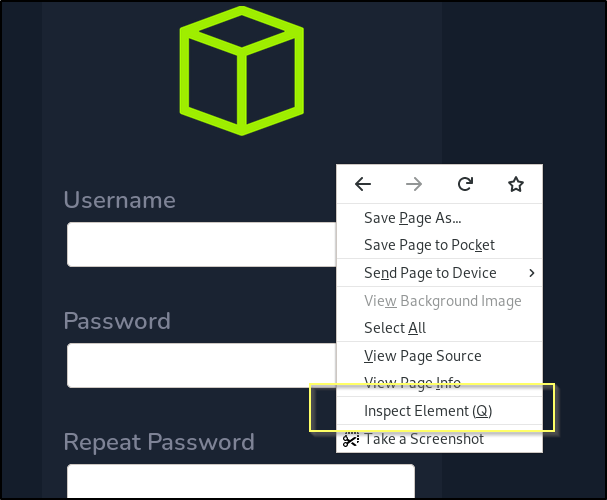 Username
Save Page As...
Save Page to Pocket
Send Page to Device
View Background Image
Password
Select All
View Page Source
View Page Info
Inspect Element (Q)
Take a Screenshot
Repeat Password